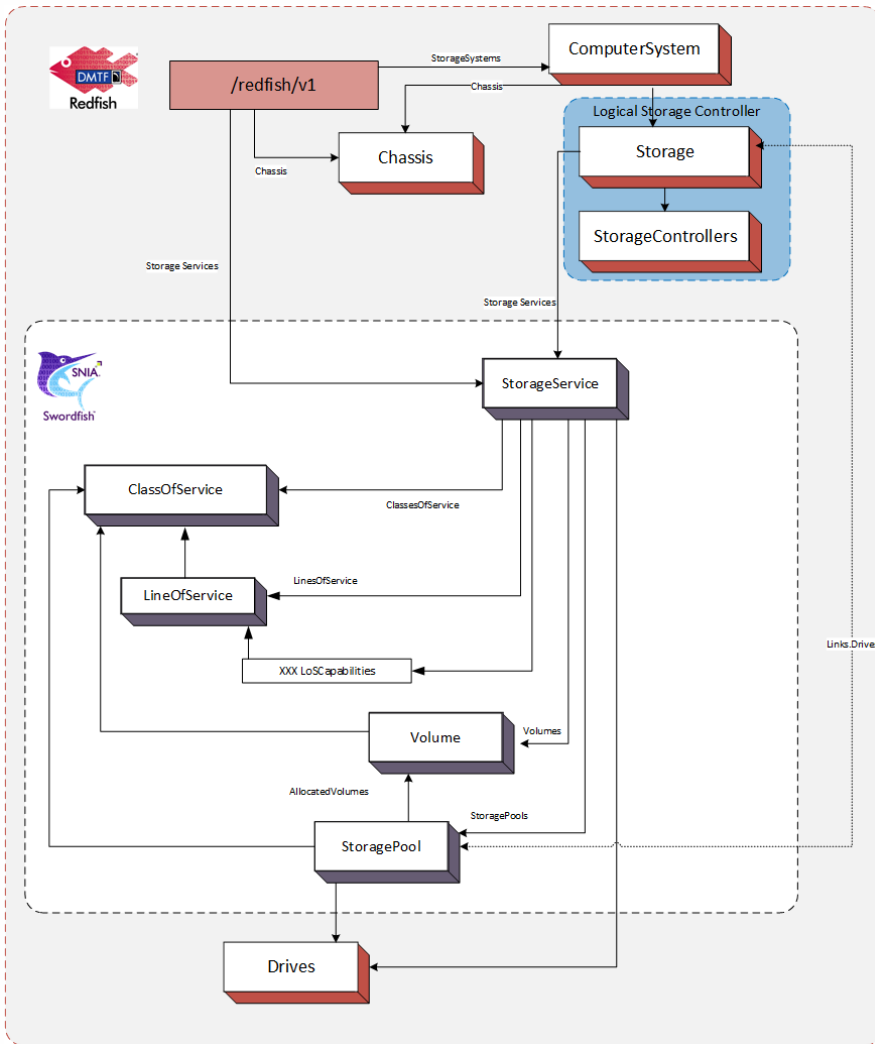 ComputerSystem
StorageSystems
DMTF
Redfish
/redfish/v1
Chassis
Logical Storage Controller
Chassis
Storage
Chassis
StorageControllers
Storage Services
Storage Services
SNIA
Swordfish
StorageService
ClassOfService
ClassesOfService
LinesOfService
LineOfService
Links.Drive
XXX LoSCapabilities
Volume
Volumes
AllocatedVolumes
StoragePools
StoragePool
Drives